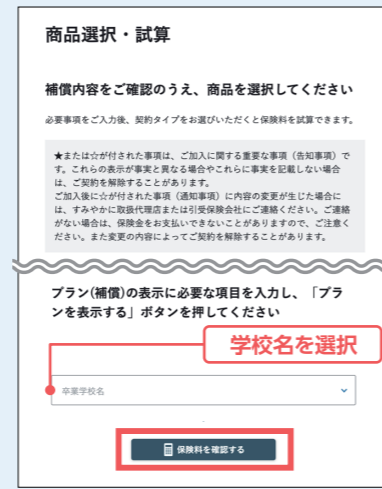 商品選択・試算
補償内容をご確認のうえ、商品を選択してください
必要事項をご入力後、契約タイプをお選びいただくと保険料を試算できます。
★または☆が付された事項は、ご加入に関する重要な事項（告知事項）で
す。これらの表示が事実と異なる場合やこれらに事実を記載しない場合
は、ご契約を解除することがあります。
ご加入後に☆が付された事項（通知事項）に内容の変更が生じた場合に
は、すみやかに取扱代理店または引受保険会社にご連絡ください。ご連絡
がない場合は、保険金をお支払いできないことがありますので、ご注意く
ださい。また変更の内容によってご契約を解除することがあります。
プラン(補償)の表示に必要な項目を入力し、「プラ
ンを表示する」ボタンを押してください
学校名を選択
卒業学校名
保険料を確認する